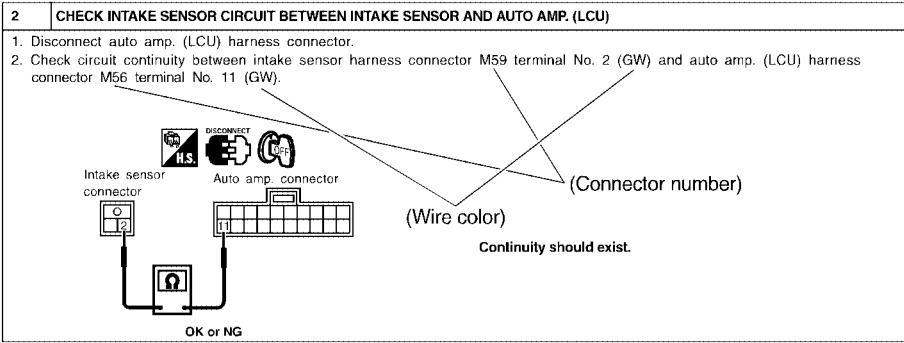 2 CHECK INTAKE SENSOR CIRCUIT BETWEEN INTAKE SENSOR AND AUTO AMP. (LCU)
1. Disconnect auto amp. (LCU) harness connector.
2. Check circuit continuity between intake sensor harness connector M59 terminal No. 2 (GW) and auto amp. (LCU) harness
connector M56 terminal No. 11 (GW).
DISCONNECT
H.S.
OFF
Intake sensor
connector
Auto amp. connector
(Connector number)
2
11
(Wire color)
Continuity should exist.
Ω
OK or NG